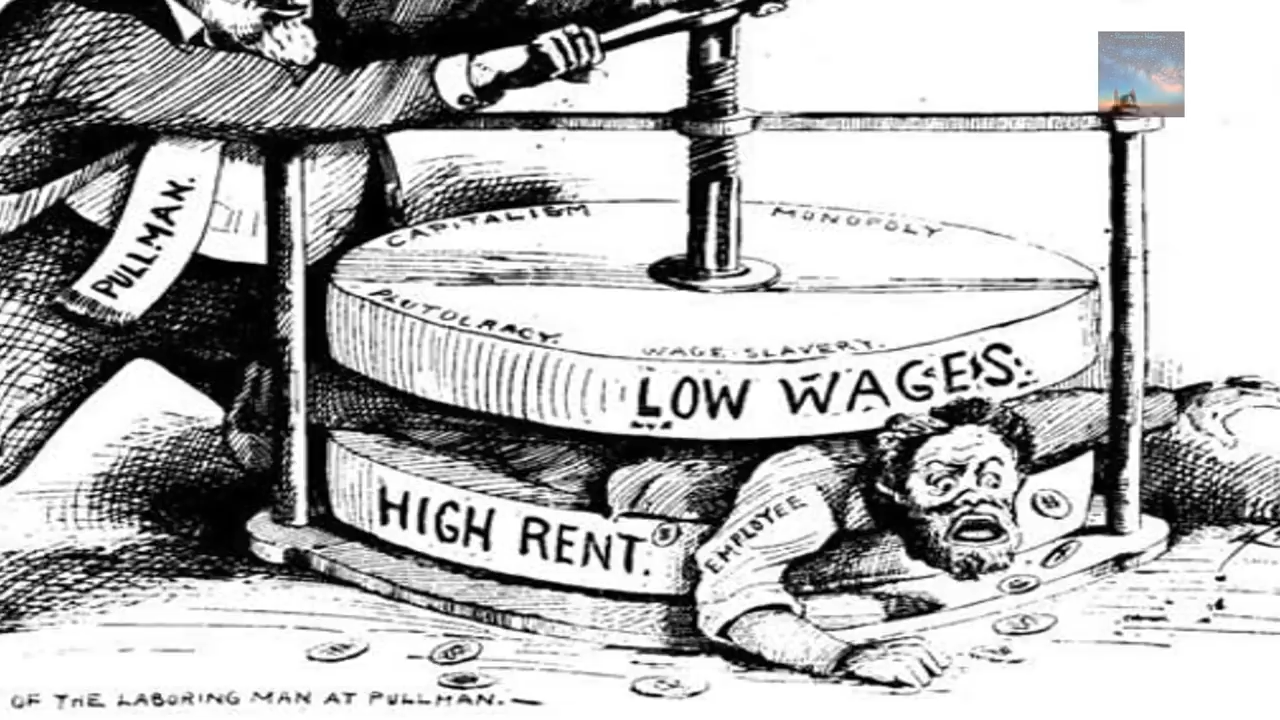 PULLMAN.
CAPITALISM
MONOPOLY
PLUTOCRACY.
WAGE-SLAVERY.
LOW WAGES.
HIGH RENT.
EMPLOYEE
OF THE LABORING MAN AT PULLMAN.—